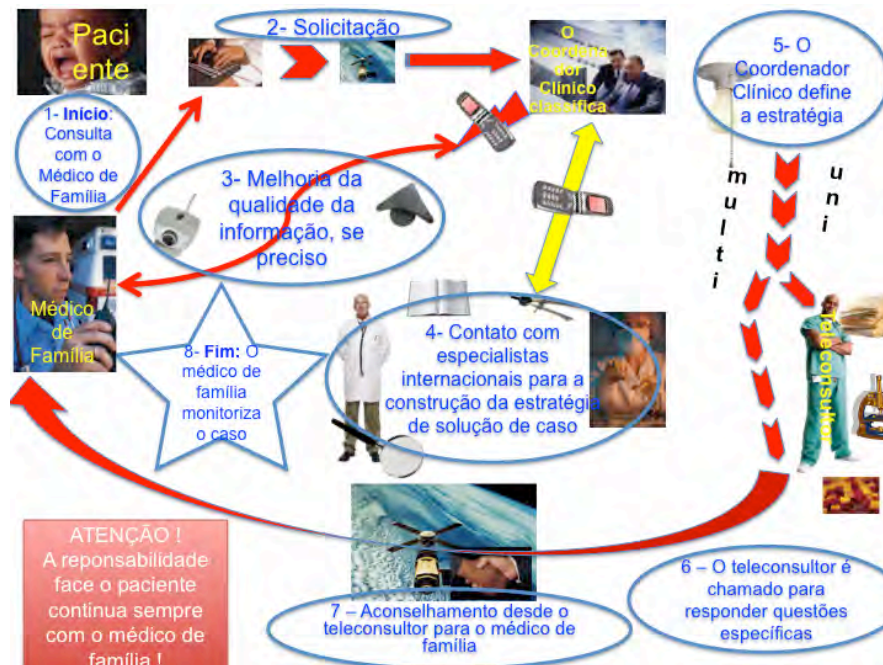 Paci
ente
1- Início:
Consulta
com o
Médico de
Família
2- Solicitação
O
Coordena
dor
Clínico
classifica
3- Melhoria da
qualidade da
informação, se
preciso
Médico
de
Família
4- Contato com
especialistas
internacionais para a
construção da estratégia
de solução de caso
5- O
Coordenador
Clínico define
a estratégia
multi
uni
Teleconsultor
6 – O teleconsultor é
chamado para
responder questões
específicas
7 – Aconselhamento desde o
teleconsultor para o médico de
família
8- Fim: O
médico de
família
monitoriza
o caso
ATENÇÃO !
A reponsabilidade
face o paciente
contínua sempre
com o médico de
família !